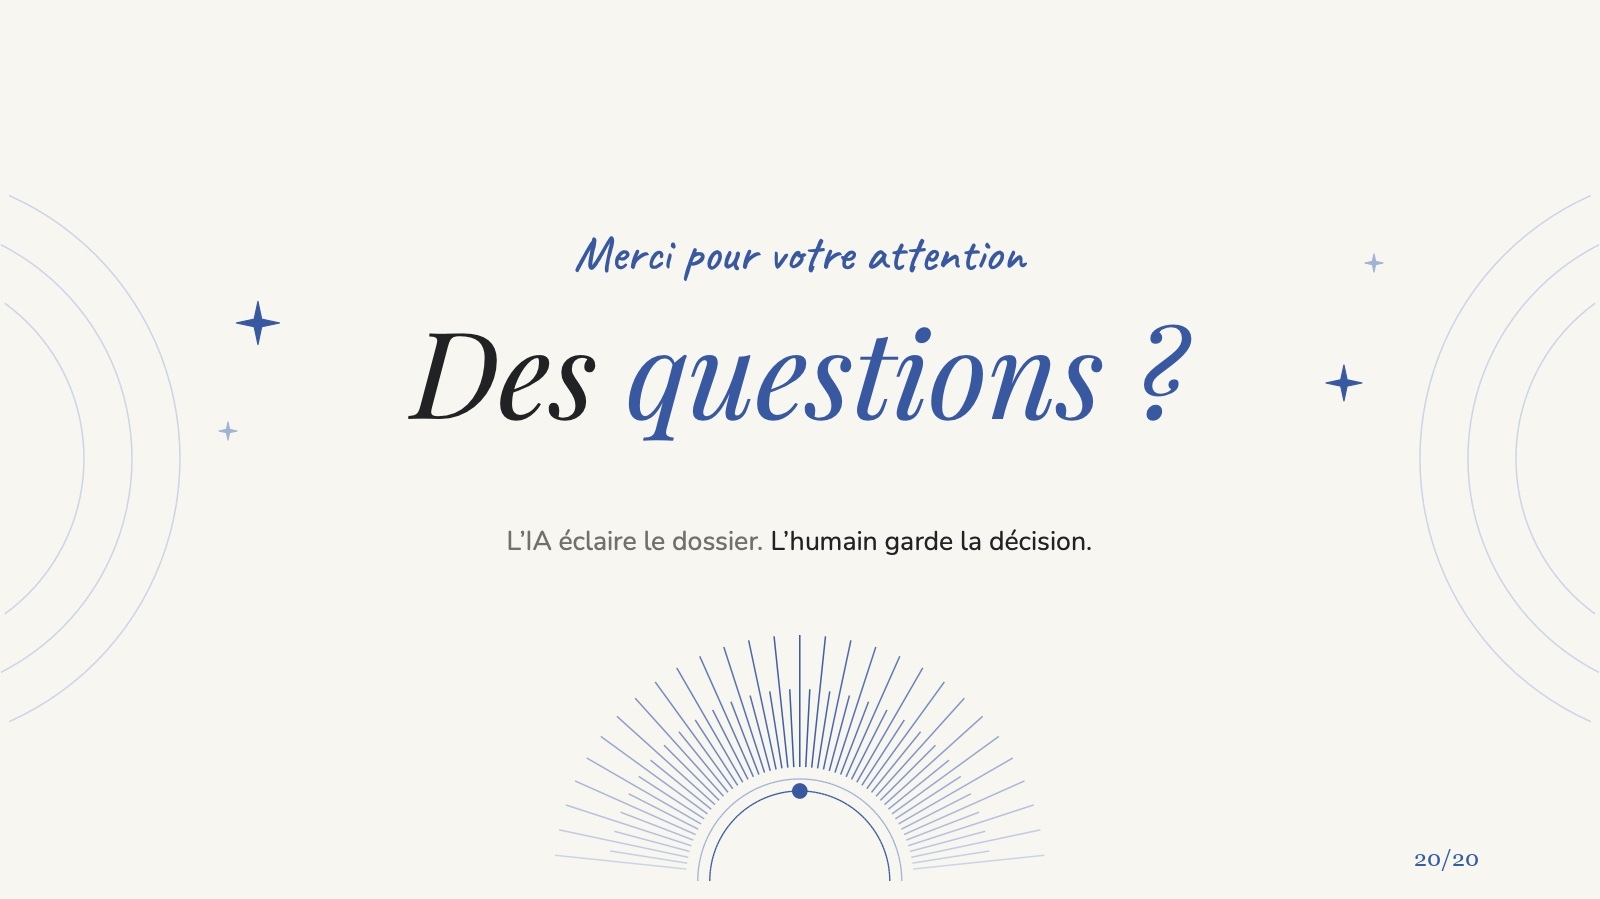 Merci pour votre attention
Des questions ?
L’IA éclaire le dossier. L’humain garde la décision.
20/20